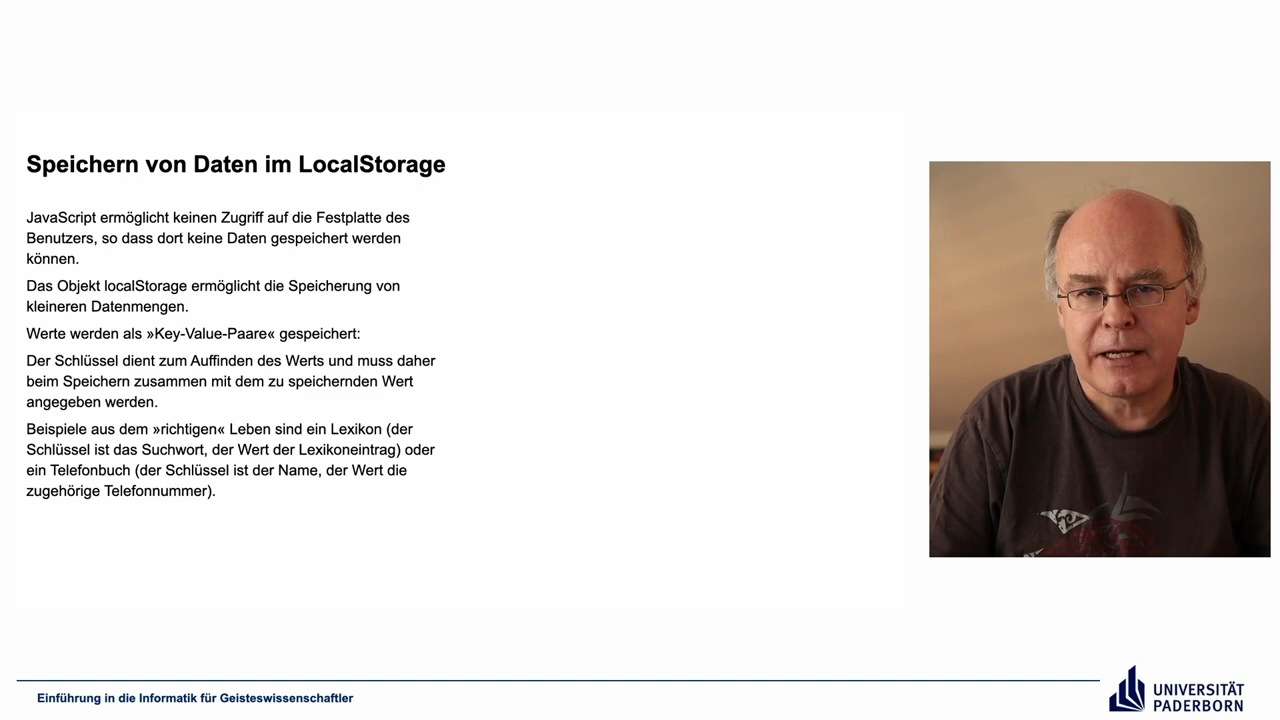 Speichern von Daten im LocalStorage
JavaScript ermöglicht keinen Zugriff auf die Festplatte des
Benutzers, so dass dort keine Daten gespeichert werden
können.
Das Objekt localStorage ermöglicht die Speicherung von
kleineren Datenmengen.
Werte werden als »Key-Value-Paare« gespeichert:
Der Schlüssel dient zum Auffinden des Werts und muss daher
beim Speichern zusammen mit dem zu speichernden Wert
angegeben werden.
Beispiele aus dem »richtigen« Leben sind ein Lexikon (der
Schlüssel ist das Suchwort, der Wert der Lexikoneintrag) oder
ein Telefonbuch (der Schlüssel ist der Name, der Wert die
zugehörige Telefonnummer).
Einführung in die Informatik für Geisteswissenschaftler
UNIVERSITÄT
PADERBORN